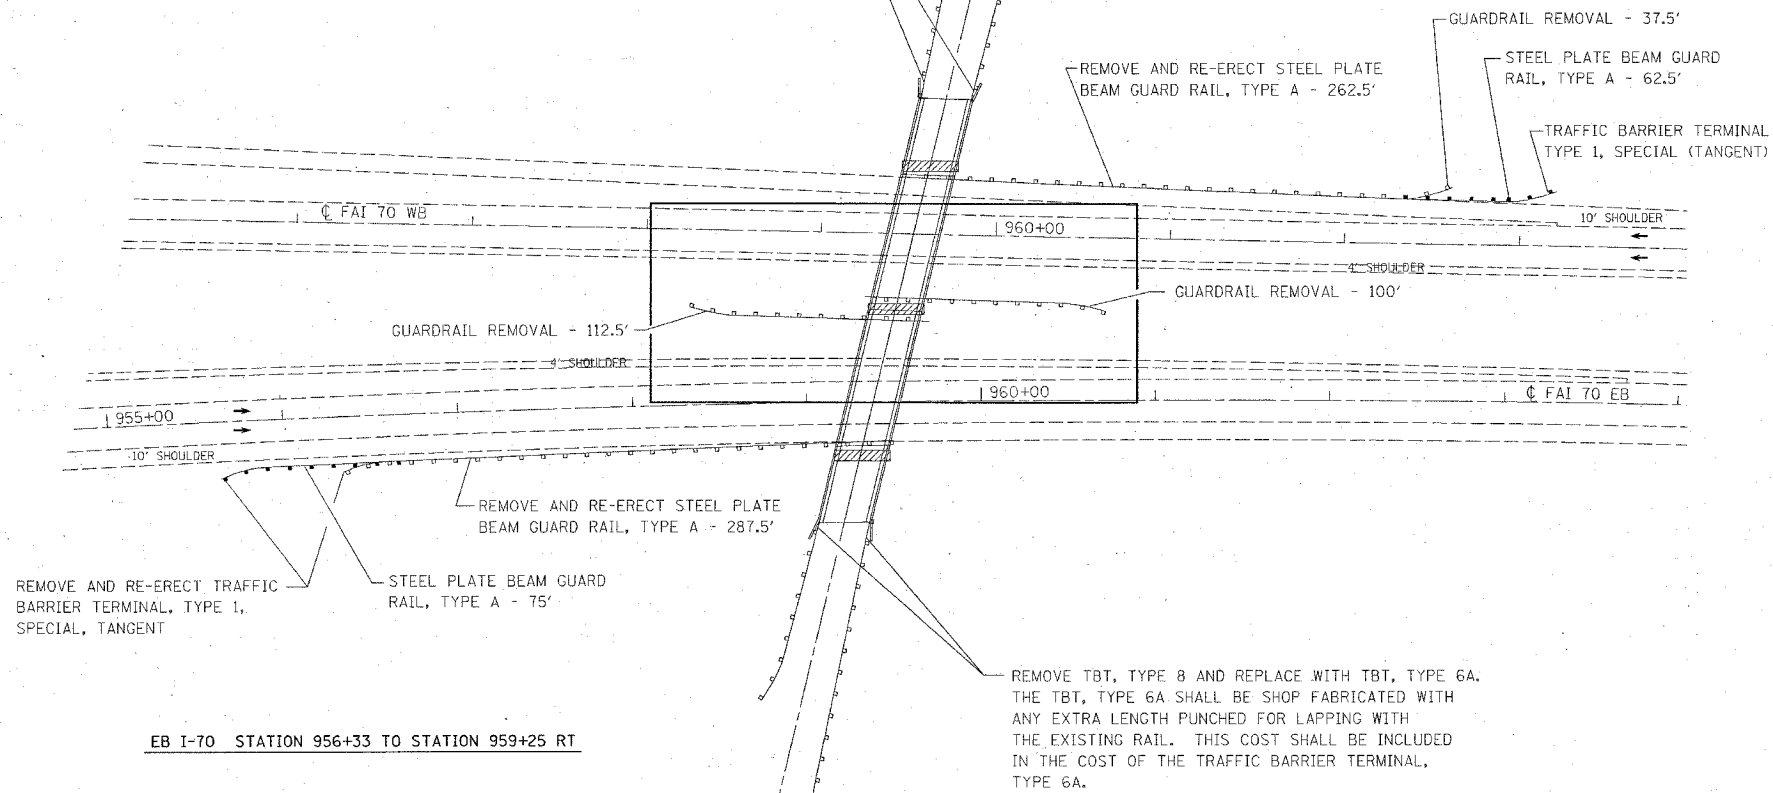 GUARDRAIL REMOVAL - 37.5'
STEEL PLATE BEAM GUARD
RAIL, TYPE A - 62.5'
REMOVE AND RE-ERECT STEEL PLATE
BEAM GUARD RAIL, TYPE A - 262.5'
TRAFFIC BARRIER TERMINAL
TYPE 1, SPECIAL (TANGENT)
℄ FAI 70 WB
960+00
10' SHOULDER
4' SHOULDER
GUARDRAIL REMOVAL - 100'
GUARDRAIL REMOVAL - 112.5'
4' SHOULDER
955+00
960+00
℄ FAI 70 EB
10' SHOULDER
REMOVE AND RE-ERECT STEEL PLATE
BEAM GUARD RAIL, TYPE A - 287.5'
REMOVE AND RE-ERECT TRAFFIC
BARRIER TERMINAL, TYPE 1,
SPECIAL, TANGENT
STEEL PLATE BEAM GUARD
RAIL, TYPE A - 75'
REMOVE TBT, TYPE 8 AND REPLACE WITH TBT, TYPE 6A.
THE TBT, TYPE 6A SHALL BE SHOP FABRICATED WITH
ANY EXTRA LENGTH PUNCHED FOR LAPPING WITH
THE EXISTING RAIL. THIS COST SHALL BE INCLUDED
IN THE COST OF THE TRAFFIC BARRIER TERMINAL,
TYPE 6A.
EB I-70 STATION 956+33 TO STATION 959+25 RT